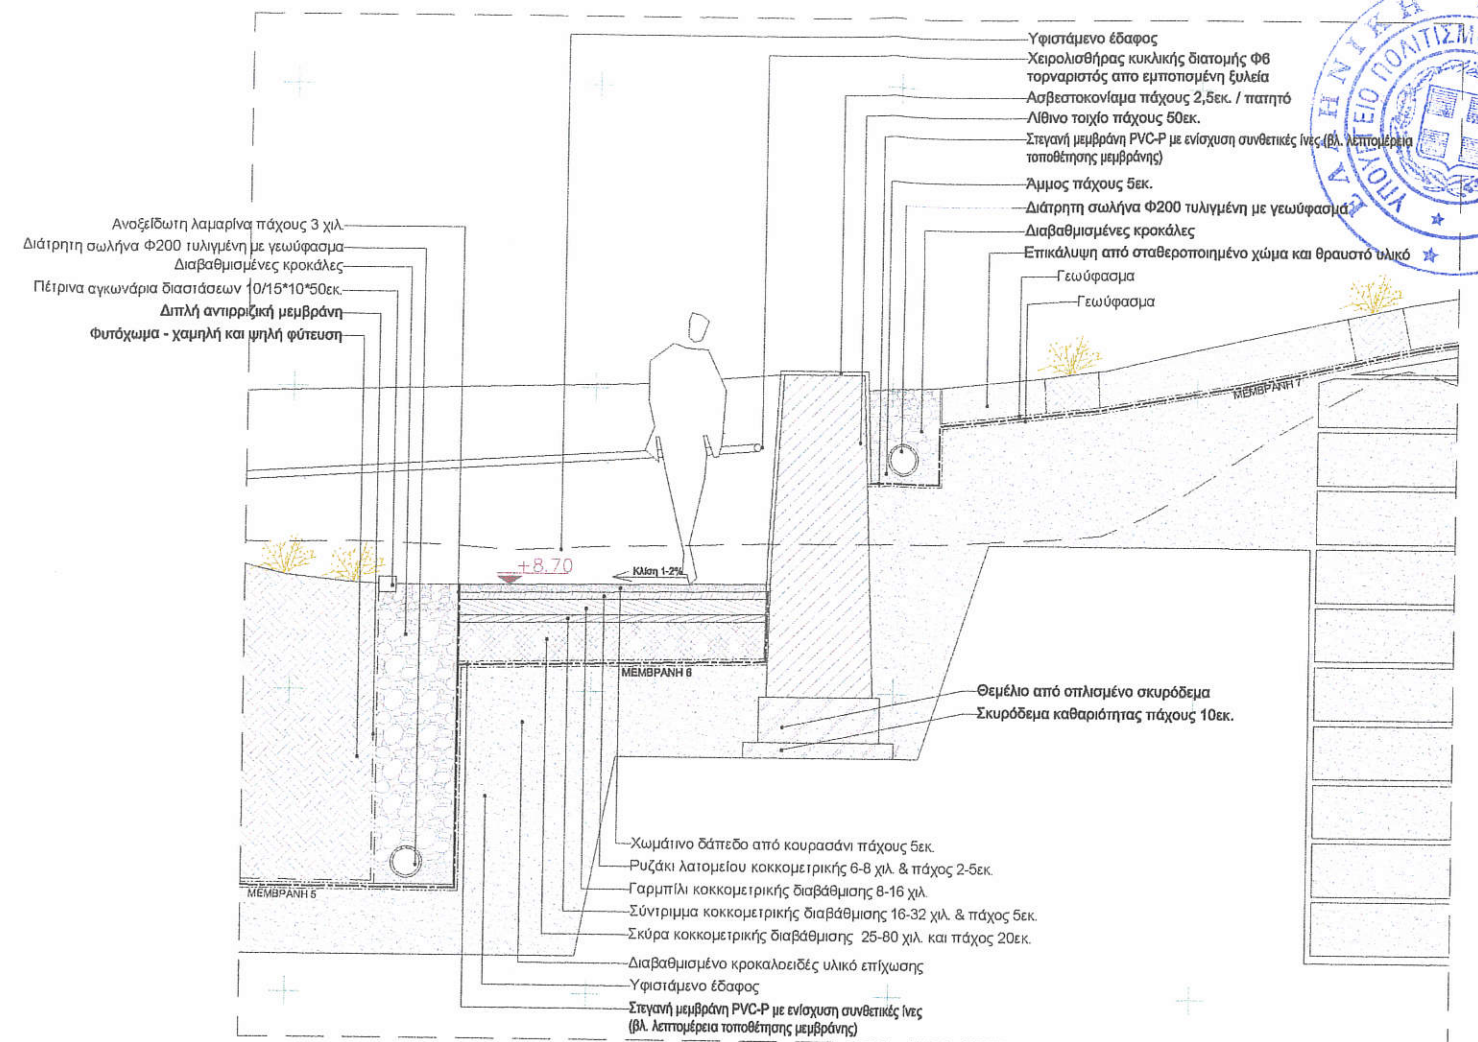 Υφιστάμενο έδαφος
Χειρολισθήρας κυκλικής διατομής Φ6
τορναριστός απο εμποτισμένη ξυλεία
Ασβεστοκονίαμα πάχους 2,5εκ. / πατητό
Λίθινο τοιχίο πάχους 50εκ.
Στεγανή μεμβράνη PVC-P με ενίσχυση συνθετικές ίνες (βλ. λεπτομέρεια
τοποθέτησης μεμβράνης)
Άμμος πάχους 5εκ.
Διάτρητη σωλήνα Φ200 τυλιγμένη με γεωύφασμα
Διαβαθμισμένες κροκάλες
Επικάλυψη από σταθεροποιημένο χώμα και θραυστό υλικό
Γεωύφασμα
Γεωύφασμα
Ανοξείδωτη λαμαρίνα πάχους 3 χιλ.
Διάτρητη σωλήνα Φ200 τυλιγμένη με γεωύφασμα
Διαβαθμισμένες κροκάλες
Πέτρινα αγκωνάρια διαστάσεων 10/15*10*50εκ.
Διπλή αντιρριζική μεμβράνη
Φυτόχωμα - χαμηλή και ψηλή φύτευση
ΜΕΜΒΡΑΝΗ 7
+8.70
Κλίση 1-2%
ΜΕΜΒΡΑΝΗ 6
Θεμέλιο από οπλισμένο σκυρόδεμα
Σκυρόδεμα καθαριότητας πάχους 10εκ.
ΜΕΜΒΡΑΝΗ 5
Χωμάτινο δάπεδο από κουρασάνι πάχους 5εκ.
Ρυζάκι λατομείου κοκκομετρικής 6-8 χιλ. & πάχος 2-5εκ.
Γαρμπίλι κοκκομετρικής διαβάθμισης 8-16 χιλ.
Σύντριμμα κοκκομετρικής διαβάθμισης 16-32 χιλ. & πάχος 5εκ.
Σκύρα κοκκομετρικής διαβάθμισης 25-80 χιλ. και πάχος 20εκ.
Διαβαθμισμένο κροκαλοειδές υλικό επίχωσης
Υφιστάμενο έδαφος
Στεγανή μεμβράνη PVC-P με ενίσχυση συνθετικές ίνες
(βλ. λεπτομέρεια τοποθέτησης μεμβράνης)
ΕΛΛΗΝΙΚΗ
ΥΠΟΥΡΓΕΙΟ ΠΟΛΙΤΙΣΜ